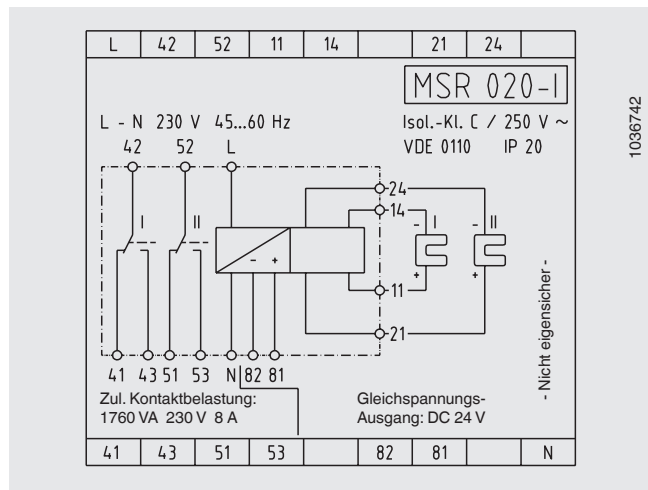 L 42 52 11 14 21 24
MSR 020-I
L - N 230 V 45...60 Hz
Isol.-Kl. C / 250 V ~
VDE 0110 IP 20
42 52 L
24
14
I II - I - II
- +
+ +
11
21
41 43 51 53 N 82 81
Zul. Kontaktbelastung:
1760 VA 230 V 8 A
Gleichspannungs-
Ausgang: DC 24 V
- Nicht eigensicher -
41 43 51 53 82 81 N
1036742